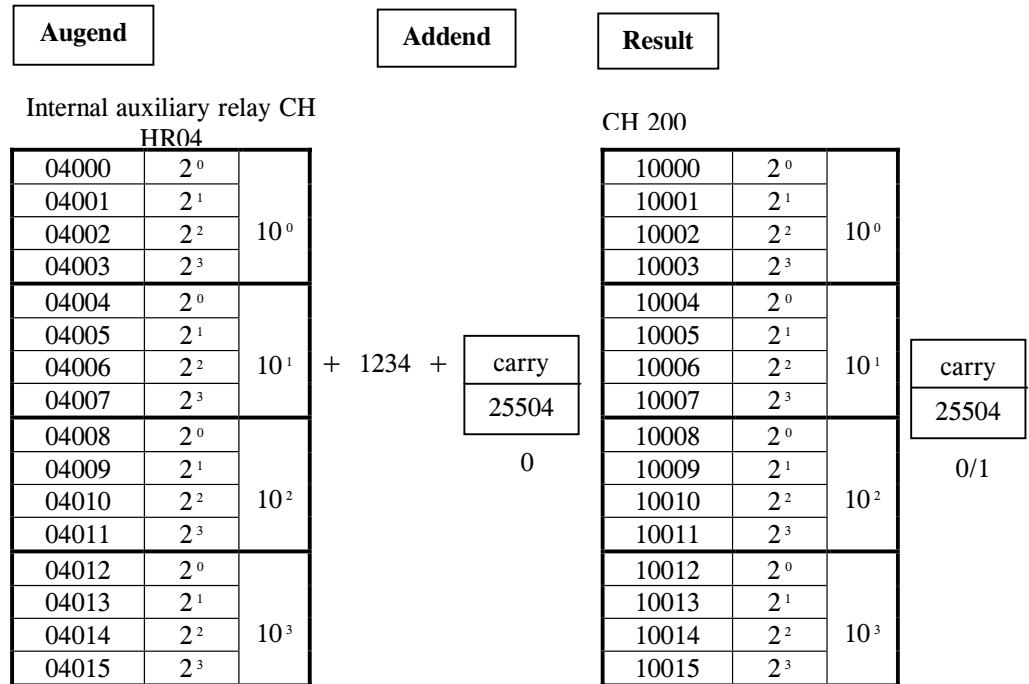 Augend Addend Result
Internal auxiliary relay CH
HR04
CH 200
04000 2⁰ 10000 2⁰
04001 2¹ 10001 2¹
04002 2² 10⁰ 10002 2² 10⁰
04003 2³ 10003 2³
04004 2⁰ 10004 2⁰
04005 2¹ 10005 2¹
04006 2² 10¹ + 1234 + carry 10006 2² 10¹ carry
04007 2³ 25504 10007 2³ 25504
04008 2⁰ 10008 2⁰
04009 2¹ 0 10009 2¹ 0/1
04010 2² 10² 10010 2² 10²
04011 2³ 10011 2³
04012 2⁰ 10012 2⁰
04013 2¹ 10013 2¹
04014 2² 10³ 10014 2² 10³
04015 2³ 10015 2³